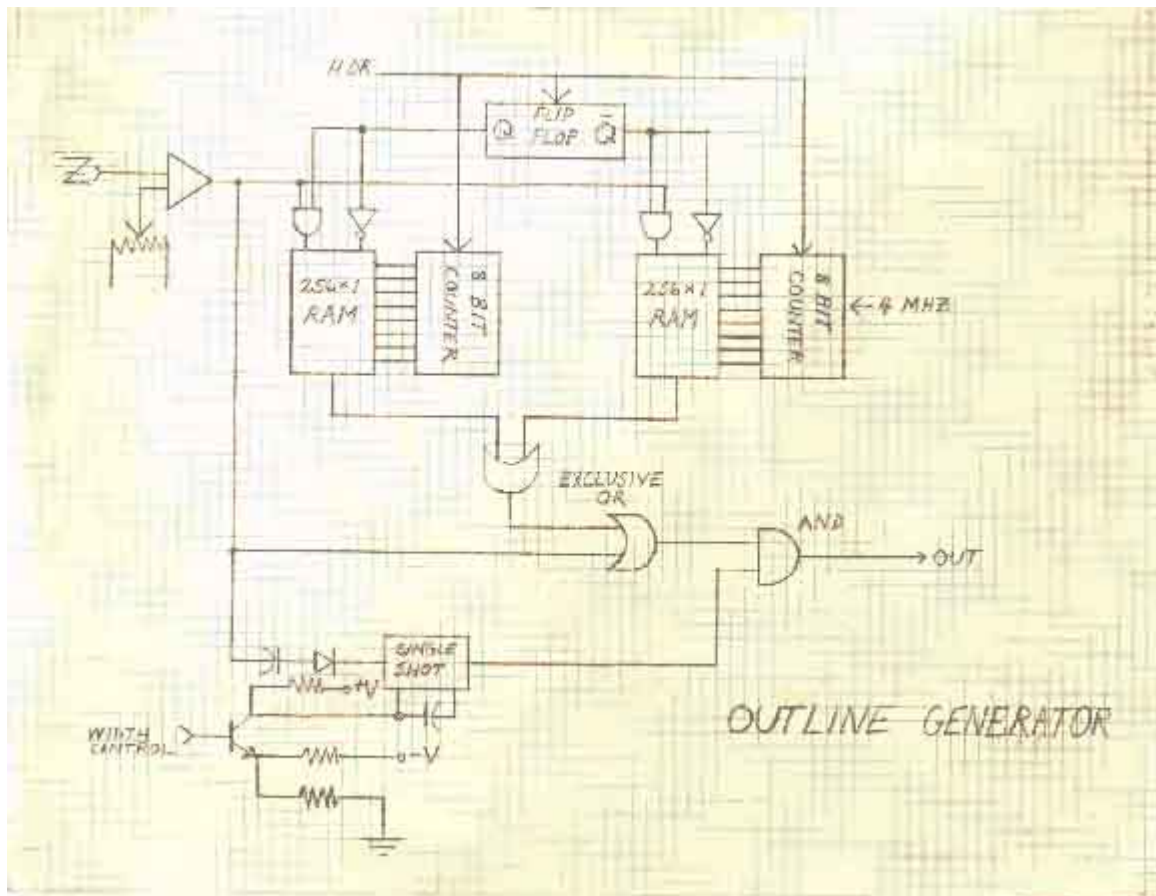 H DR
FLIP
FLOP
Q
Q̅
Z
256×1
RAM
8 BIT
COUNTER
256×1
RAM
8 BIT
COUNTER
← 4 MHZ
EXCLUSIVE
OR
AND
OUT
SINGLE
SHOT
+V
WIDTH
CONTROL
-V
OUTLINE GENERATOR